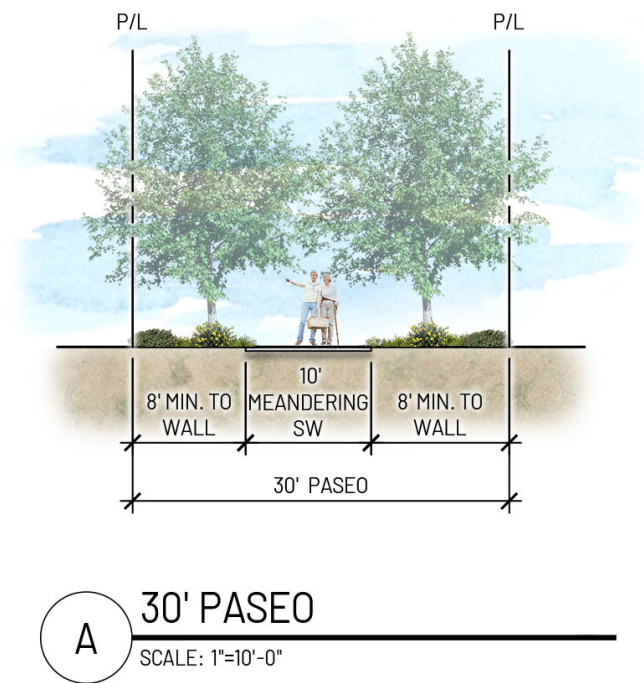 P/L
P/L
8' MIN. TO
WALL
10'
MEANDERING
SW
8' MIN. TO
WALL
30' PASEO
A
30' PASEO
SCALE: 1"=10'-0"